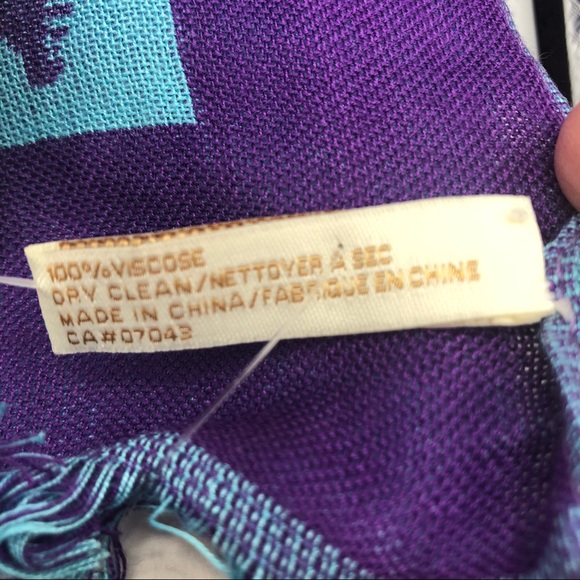 100% VISCOSE
DRY CLEAN/NETTOYER À SEC
MADE IN CHINA/FABRIQUE EN CHINE
CA#07043